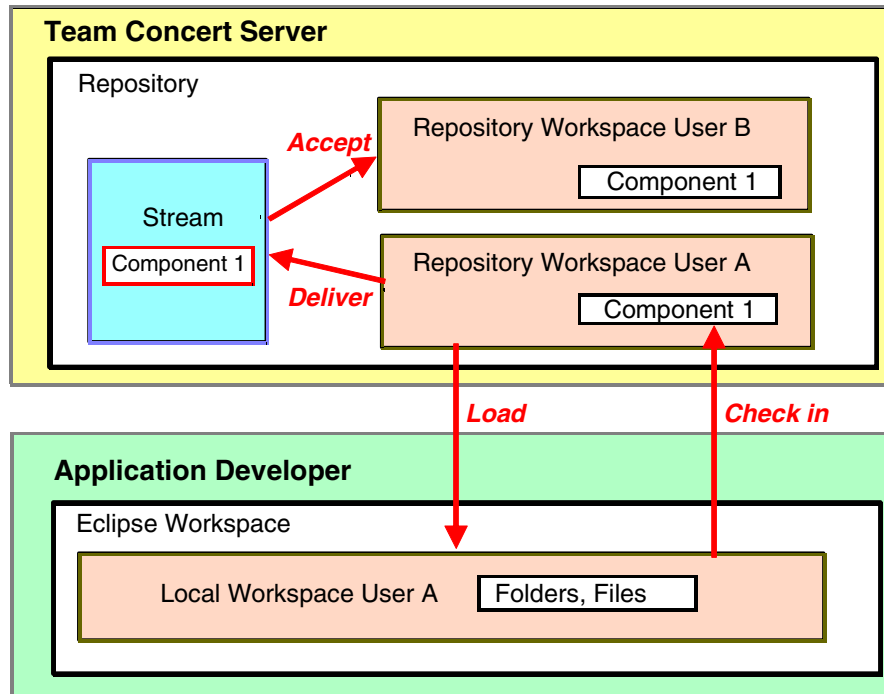 Team Concert Server
Repository
Repository Workspace User B
Accept
Component 1
Stream
Component 1
Repository Workspace User A
Deliver
Component 1
Load
Check in
Application Developer
Eclipse Workspace
Local Workspace User A
Folders, Files